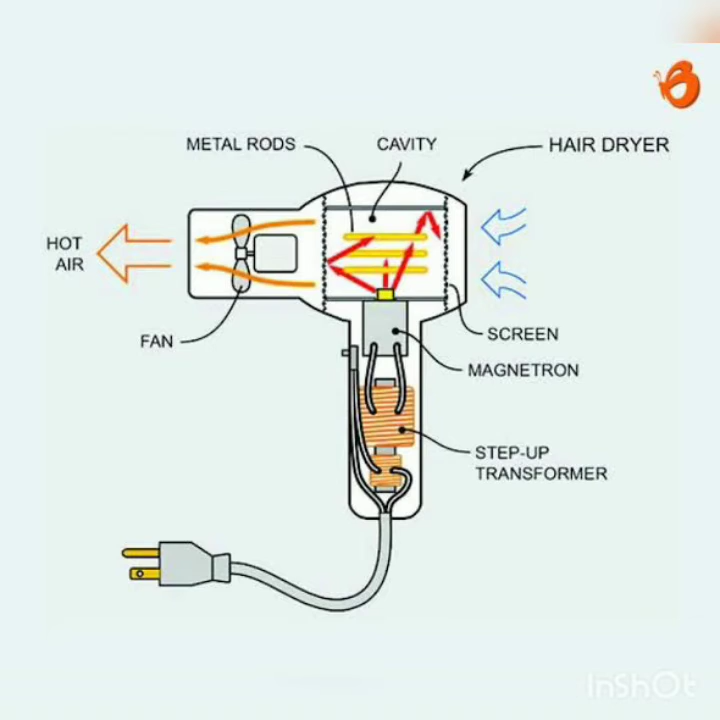 METAL RODS
CAVITY
HAIR DRYER
HOT
AIR
FAN
SCREEN
MAGNETRON
STEP-UP
TRANSFORMER
InShOt